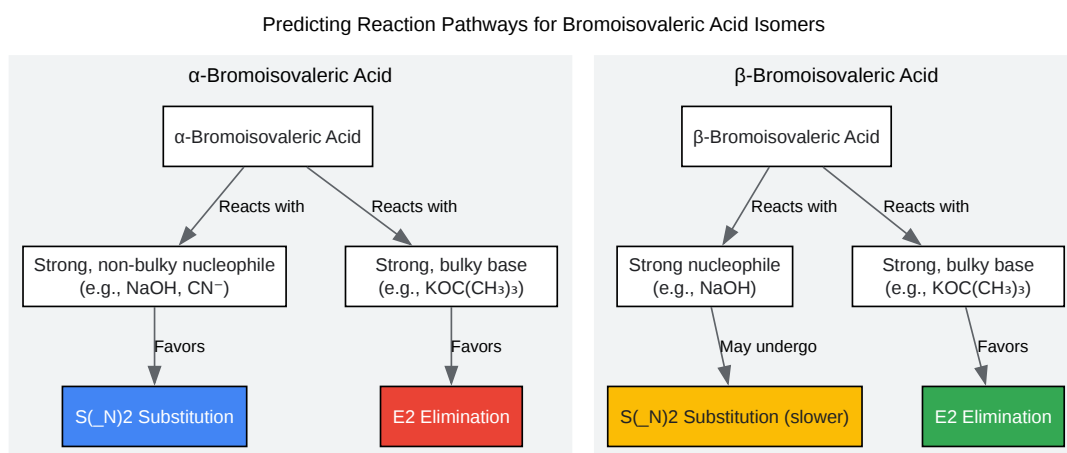 Predicting Reaction Pathways for Bromoisovaleric Acid Isomers
α-Bromoisovaleric Acid
α-Bromoisovaleric Acid
Reacts with
Reacts with
Strong, non-bulky nucleophile
(e.g., NaOH, CN⁻)
Strong, bulky base
(e.g., KOC(CH₃)₃)
Favors
Favors
S(_N)2 Substitution
E2 Elimination
β-Bromoisovaleric Acid
β-Bromoisovaleric Acid
Reacts with
Reacts with
Strong nucleophile
(e.g., NaOH)
Strong, bulky base
(e.g., KOC(CH₃)₃)
May undergo
Favors
S(_N)2 Substitution (slower)
E2 Elimination